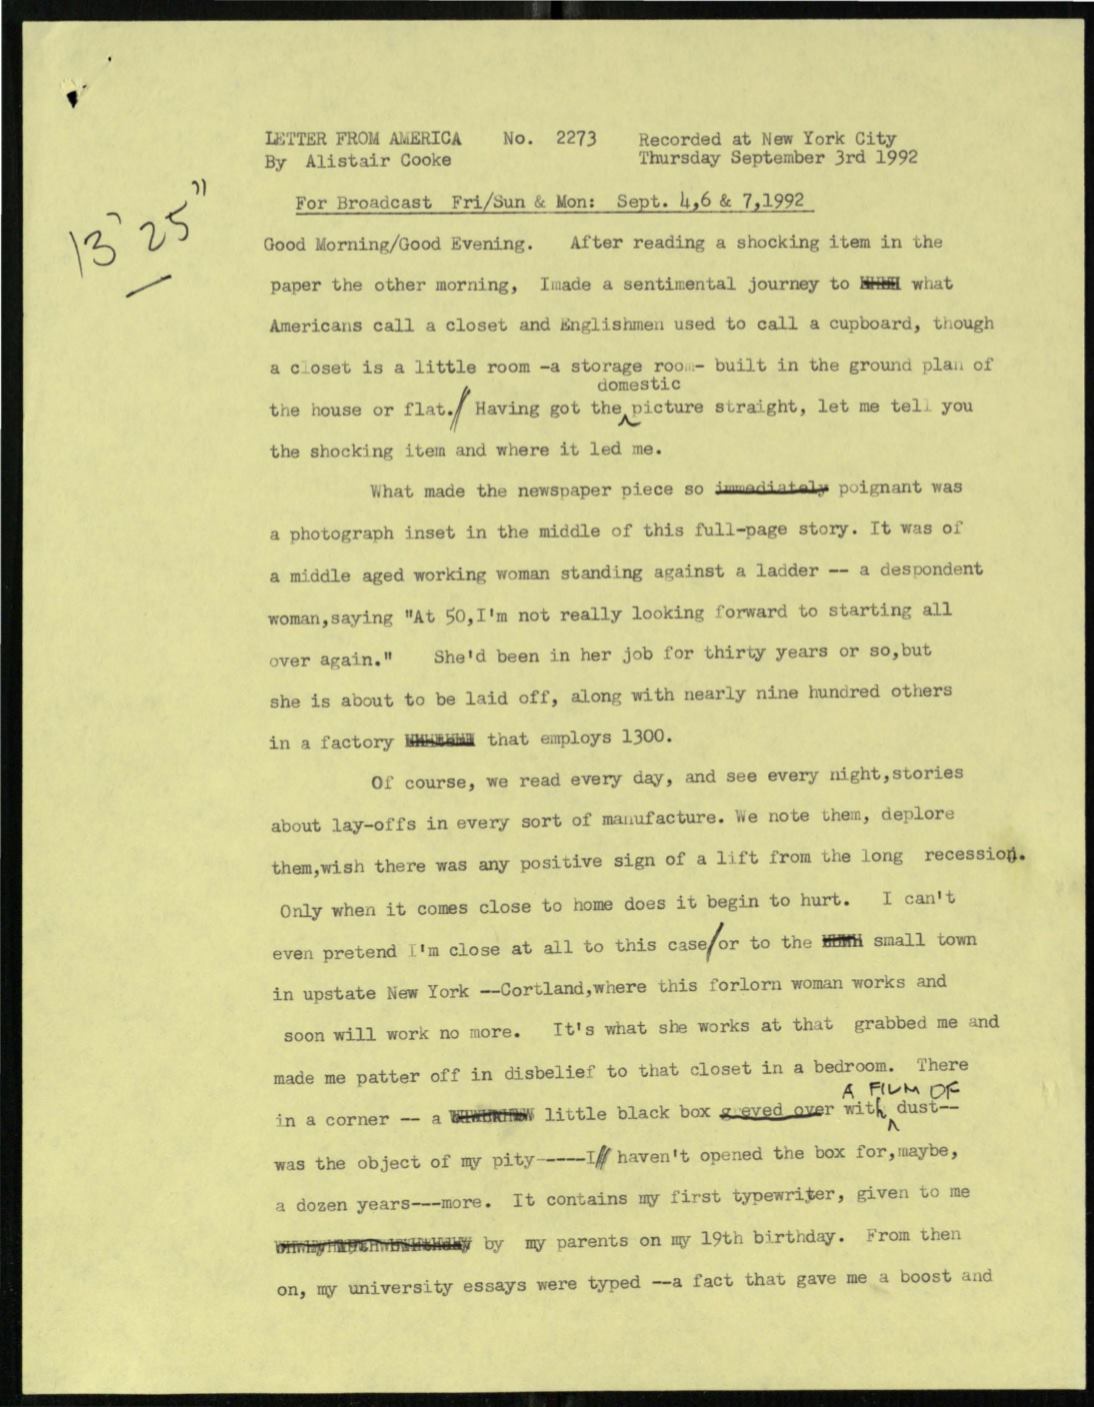 LETTER FROM AMERICA No. 2273 Recorded at New York City
By Alistair Cooke Thursday September 3rd 1992
For Broadcast Fri/Sun & Mon: Sept. 4,6 & 7,1992
13' 25"
Good Morning/Good Evening. After reading a shocking item in the
paper the other morning, Imade a sentimental journey to what
Americans call a closet and Englishmen used to call a cupboard, though
a closet is a little room -a storage room- built in the ground plan of
domestic
the house or flat.// Having got the picture straight, let me tell you
the shocking item and where it led me.
What made the newspaper piece so immediately poignant was
a photograph inset in the middle of this full-page story. It was of
a middle aged working woman standing against a ladder -- a despondent
woman,saying "At 50,I'm not really looking forward to starting all
over again." She'd been in her job for thirty years or so,but
she is about to be laid off, along with nearly nine hundred others
in a factory that employs 1300.
Of course, we read every day, and see every night,stories
about lay-offs in every sort of manufacture. We note them, deplore
them,wish there was any positive sign of a lift from the long recession.
Only when it comes close to home does it begin to hurt. I can't
even pretend I'm close at all to this case/or to the small town
in upstate New York --Cortland,where this forlorn woman works and
soon will work no more. It's what she works at that grabbed me and
made me patter off in disbelief to that closet in a bedroom. There
A FILM OF
in a corner -- a little black box greyed over with dust--
was the object of my pity-----I// haven't opened the box for,maybe,
a dozen years---more. It contains my first typewriter, given to me
by my parents on my 19th birthday. From then
on, my university essays were typed --a fact that gave me a boost and